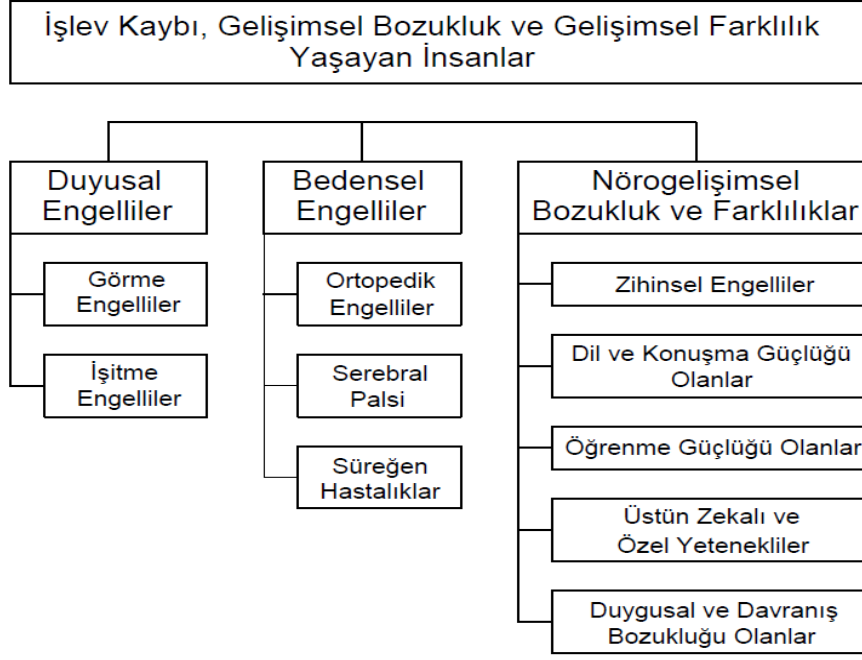 İşlev Kaybı, Gelişimsel Bozukluk ve Gelişimsel Farklılık
Yaşayan İnsanlar
Duyusal
Engelliler
Görme
Engelliler
İşitme
Engelliler
Bedensel
Engelliler
Ortopedik
Engelliler
Serebral
Palsi
Süreğen
Hastalıklar
Nörogelişimsel
Bozukluk ve Farklılıklar
Zihinsel Engelliler
Dil ve Konuşma Güçlüğü
Olanlar
Öğrenme Güçlüğü Olanlar
Üstün Zekalı ve
Özel Yetenekliler
Duygusal ve Davranış
Bozukluğu Olanlar